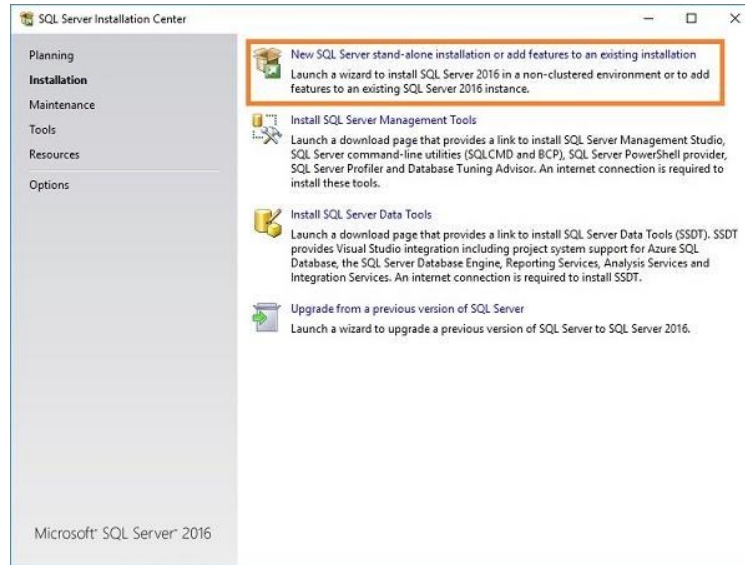 SQL Server Installation Center
Planning
Installation
Maintenance
Tools
Resources
Options
New SQL Server stand-alone installation or add features to an existing installation
Launch a wizard to install SQL Server 2016 in a non-clustered environment or to add
features to an existing SQL Server 2016 instance.
Install SQL Server Management Tools
Launch a download page that provides a link to install SQL Server Management Studio,
SQL Server command-line utilities (SQLCMD and BCP), SQL Server PowerShell provider,
SQL Server Profiler and Database Tuning Advisor. An internet connection is required to
install these tools.
Install SQL Server Data Tools
Launch a download page that provides a link to install SQL Server Data Tools (SSDT). SSDT
provides Visual Studio integration including project system support for Azure SQL
Database, the SQL Server Database Engine, Reporting Services, Analysis Services and
Integration Services. An internet connection is required to install SSDT.
Upgrade from a previous version of SQL Server
Launch a wizard to upgrade a previous version of SQL Server to SQL Server 2016.
Microsoft® SQL Server® 2016